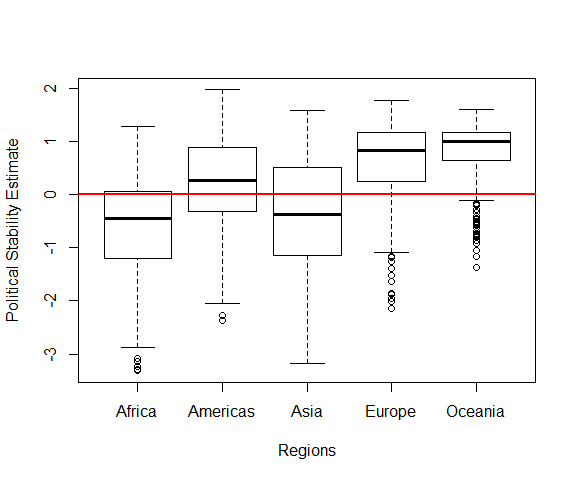 Political Stability Estimate
2
1
0
-1
-2
-3
Africa Americas Asia Europe Oceania
Regions